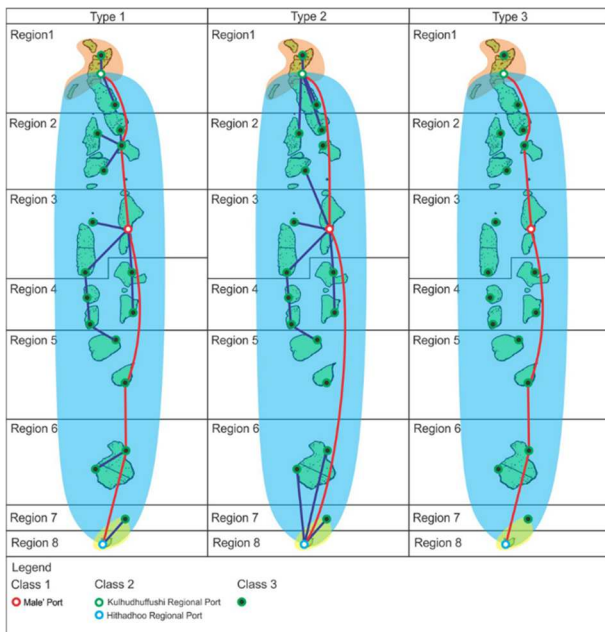 Type 1 Type 2 Type 3
Region1 Region1 Region1
Region 2 Region 2 Region 2
Region 3 Region 3 Region 3
Region 4 Region 4 Region 4
Region 5 Region 5 Region 5
Region 6 Region 6 Region 6
Region 7 Region 7 Region 7
Region 8 Region 8 Region 8
Legend
Class 1 Class 2 Class 3
Male' Port Kulhudhuffushi Regional Port
Hithadhoo Regional Port